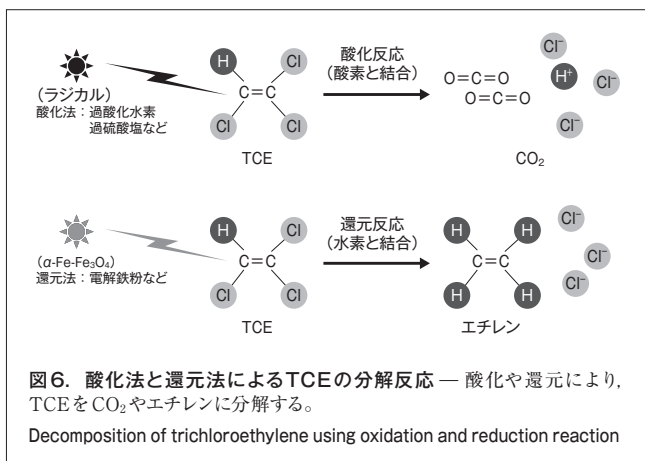 H
Cl
Cl
Cl
C=C
TCE
(ラジカル)
酸化法：過酸化水素
過硫酸塩など
酸化反応
(酸素と結合)
O=C=O
O=C=O
Cl⁻
H⁺
Cl⁻
Cl⁻
CO₂
H
Cl
Cl
Cl
C=C
TCE
(α-Fe-Fe₃O₄)
還元法：電解鉄粉など
還元反応
(水素と結合)
H
H
C=C
H
H
エチレン
Cl⁻
Cl⁻
Cl⁻
図6. 酸化法と還元法によるTCEの分解反応 — 酸化や還元により,
TCEをCO₂やエチレンに分解する。
Decomposition of trichloroethylene using oxidation and reduction reaction